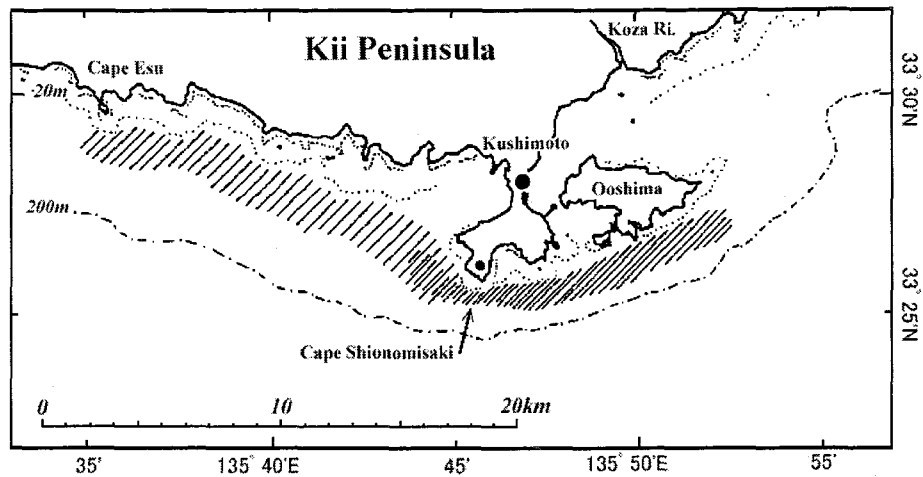 Koza Ri.
Kii Peninsula
Cape Esu
33° 30'N
-20m
Kushimoto
Ooshima
200m
33° 25'N
Cape Shionomisaki
0 10 20km
35' 135° 40'E 45' 135° 50'E 55'